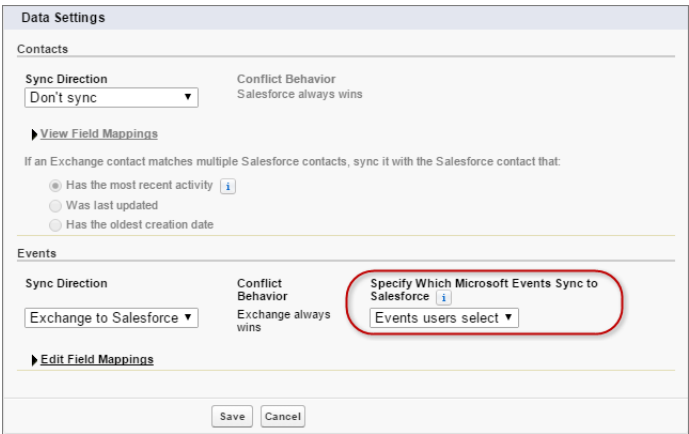 Data Settings
Contacts
Sync Direction
Conflict Behavior
Don't sync
Salesforce always wins
View Field Mappings
If an Exchange contact matches multiple Salesforce contacts, sync it with the Salesforce contact that:
Has the most recent activity i
Was last updated
Has the oldest creation date
Events
Sync Direction
Conflict
Behavior
Specify Which Microsoft Events Sync to
Salesforce i
Exchange to Salesforce
Exchange always
wins
Events users select
Edit Field Mappings
Save Cancel